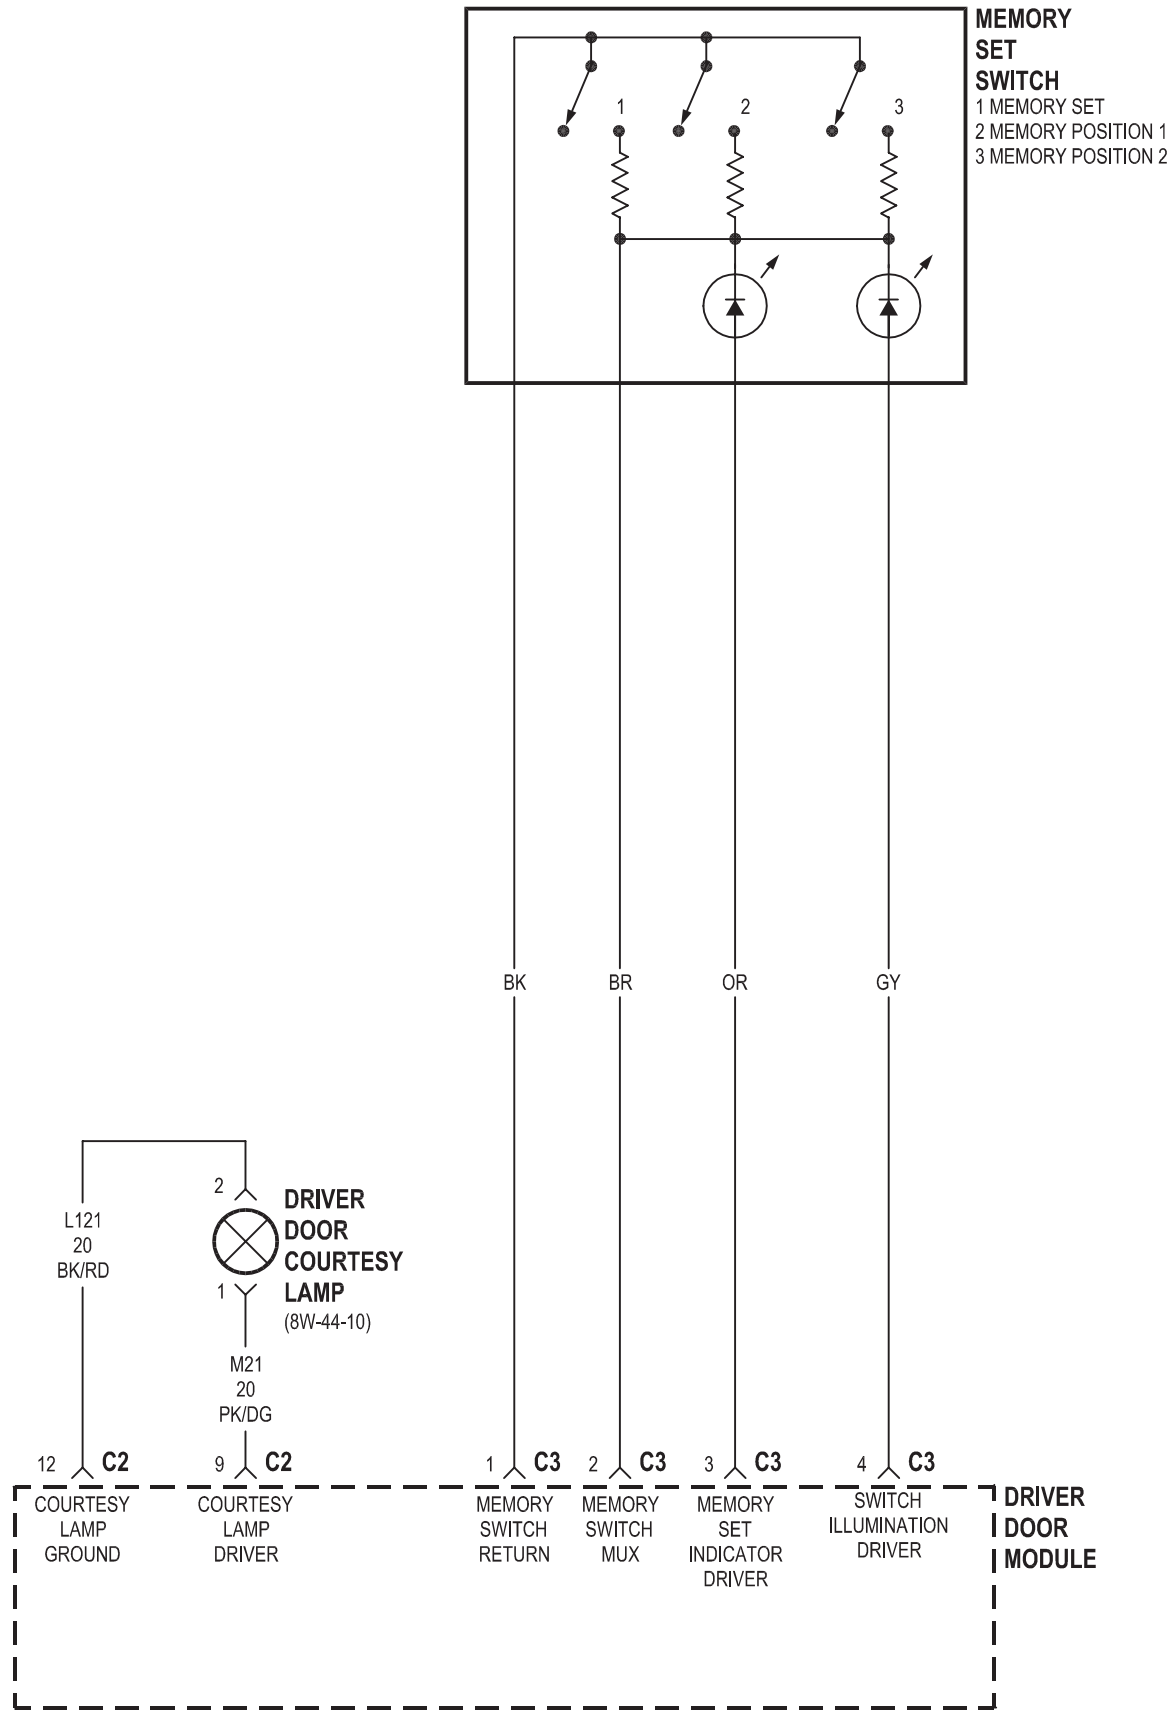 MEMORY
SET
SWITCH
1 MEMORY SET
2 MEMORY POSITION 1
3 MEMORY POSITION 2
1
2
3
BK
BR
OR
GY
2
DRIVER
DOOR
COURTESY
LAMP
(8W-44-10)
1
L121
20
BK/RD
M21
20
PK/DG
12
C2
9
C2
1
C3
2
C3
3
C3
4
C3
COURTESY
LAMP
GROUND
COURTESY
LAMP
DRIVER
MEMORY
SWITCH
RETURN
MEMORY
SWITCH
MUX
MEMORY
SET
INDICATOR
DRIVER
SWITCH
ILLUMINATION
DRIVER
DRIVER
DOOR
MODULE